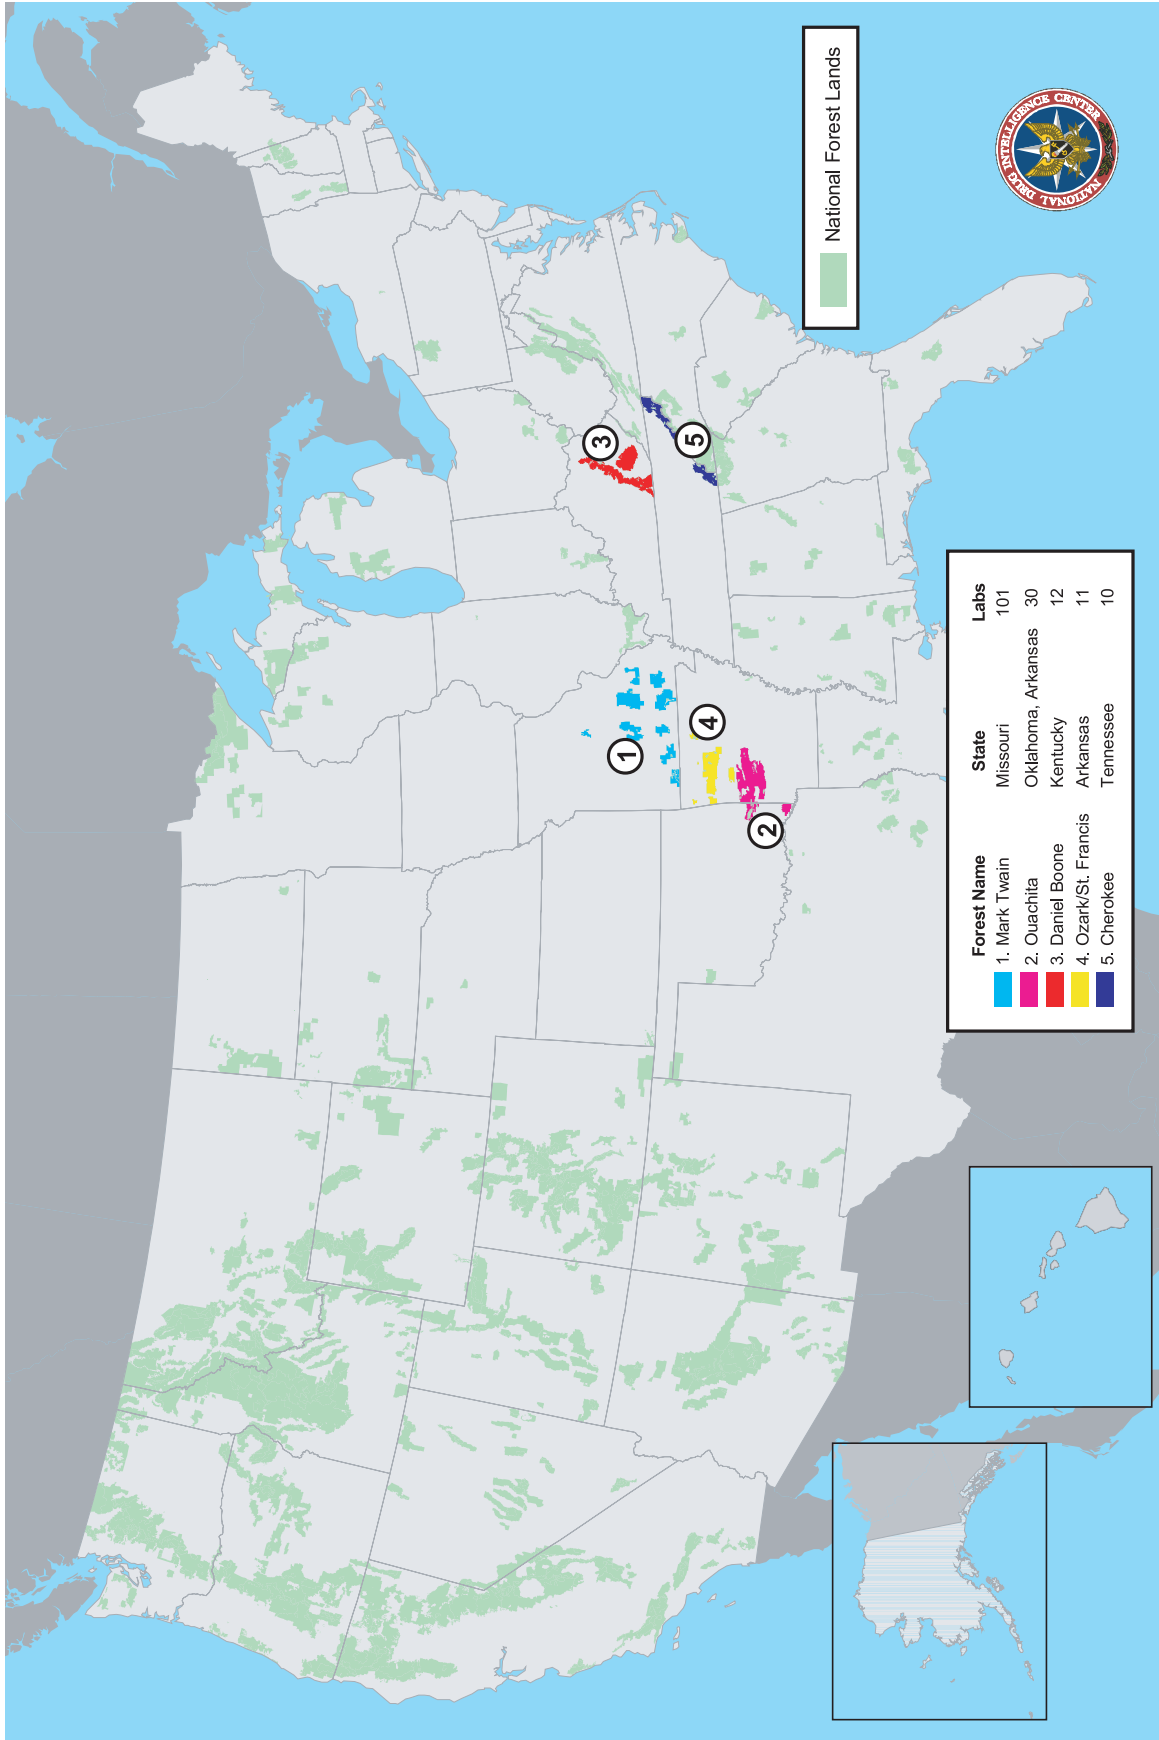 3
5
1
4
2
National Forest Lands
NATIONAL DRUG INTELLIGENCE CENTER
Forest Name State Labs
1. Mark Twain Missouri 101
2. Ouachita Oklahoma, Arkansas 30
3. Daniel Boone Kentucky 12
4. Ozark/St. Francis Arkansas 11
5. Cherokee Tennessee 10